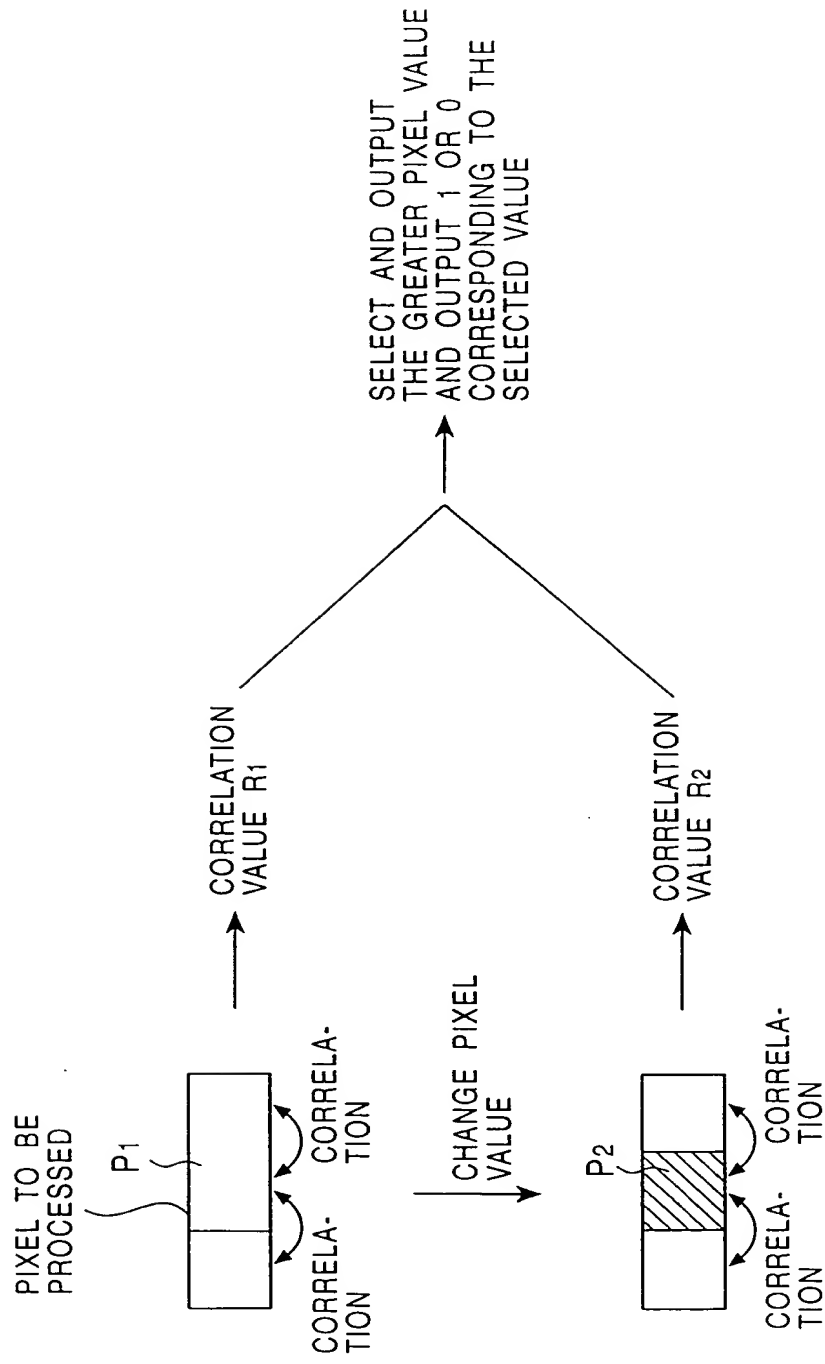 PIXEL TO BE
PROCESSED
P1
CORRELA-
TION
CORRELA-
TION
CORRELATION
VALUE R1
CHANGE PIXEL
VALUE
P2
CORRELA-
TION
CORRELA-
TION
CORRELATION
VALUE R2
SELECT AND OUTPUT
THE GREATER PIXEL VALUE
AND OUTPUT 1 OR 0
CORRESPONDING TO THE
SELECTED VALUE